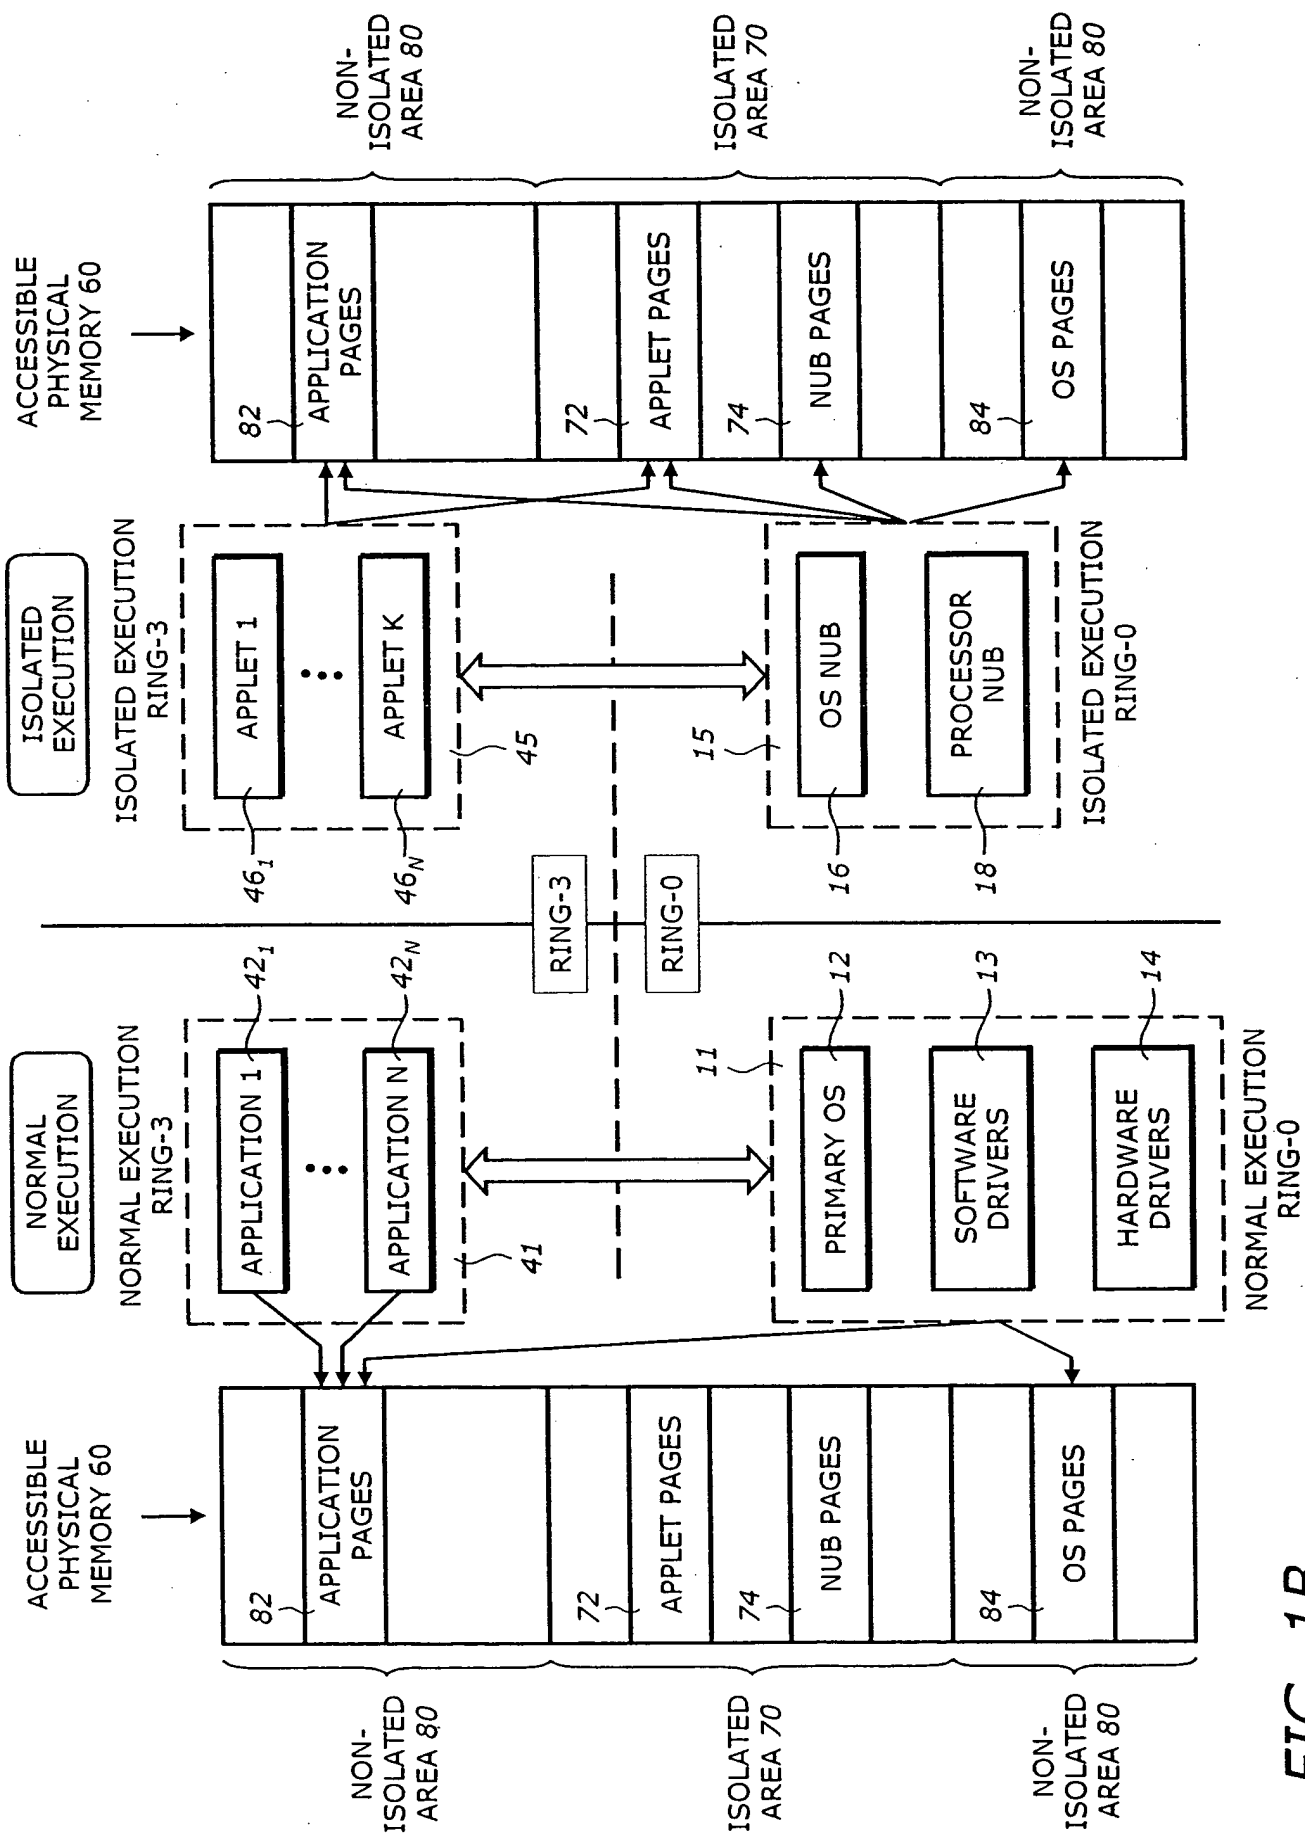 ACCESSIBLE
PHYSICAL
MEMORY 60
82
APPLICATION
PAGES
72
APPLET PAGES
74
NUB PAGES
84
OS PAGES
NON-
ISOLATED
AREA 80
ISOLATED
AREA 70
NON-
ISOLATED
AREA 80
NORMAL
EXECUTION
NORMAL EXECUTION
RING-3
APPLICATION 1
42₁
APPLICATION N
42N
41
11
PRIMARY OS
12
SOFTWARE
DRIVERS
13
HARDWARE
DRIVERS
14
NORMAL EXECUTION
RING-0
RING-3
RING-0
ISOLATED
EXECUTION
ISOLATED EXECUTION
RING-3
46₁
APPLET 1
46N
APPLET K
45
15
OS NUB
16
PROCESSOR
NUB
18
ISOLATED EXECUTION
RING-0
ACCESSIBLE
PHYSICAL
MEMORY 60
82
APPLICATION
PAGES
72
APPLET PAGES
74
NUB PAGES
84
OS PAGES
NON-
ISOLATED
AREA 80
ISOLATED
AREA 70
NON-
ISOLATED
AREA 80
FIG. 1B